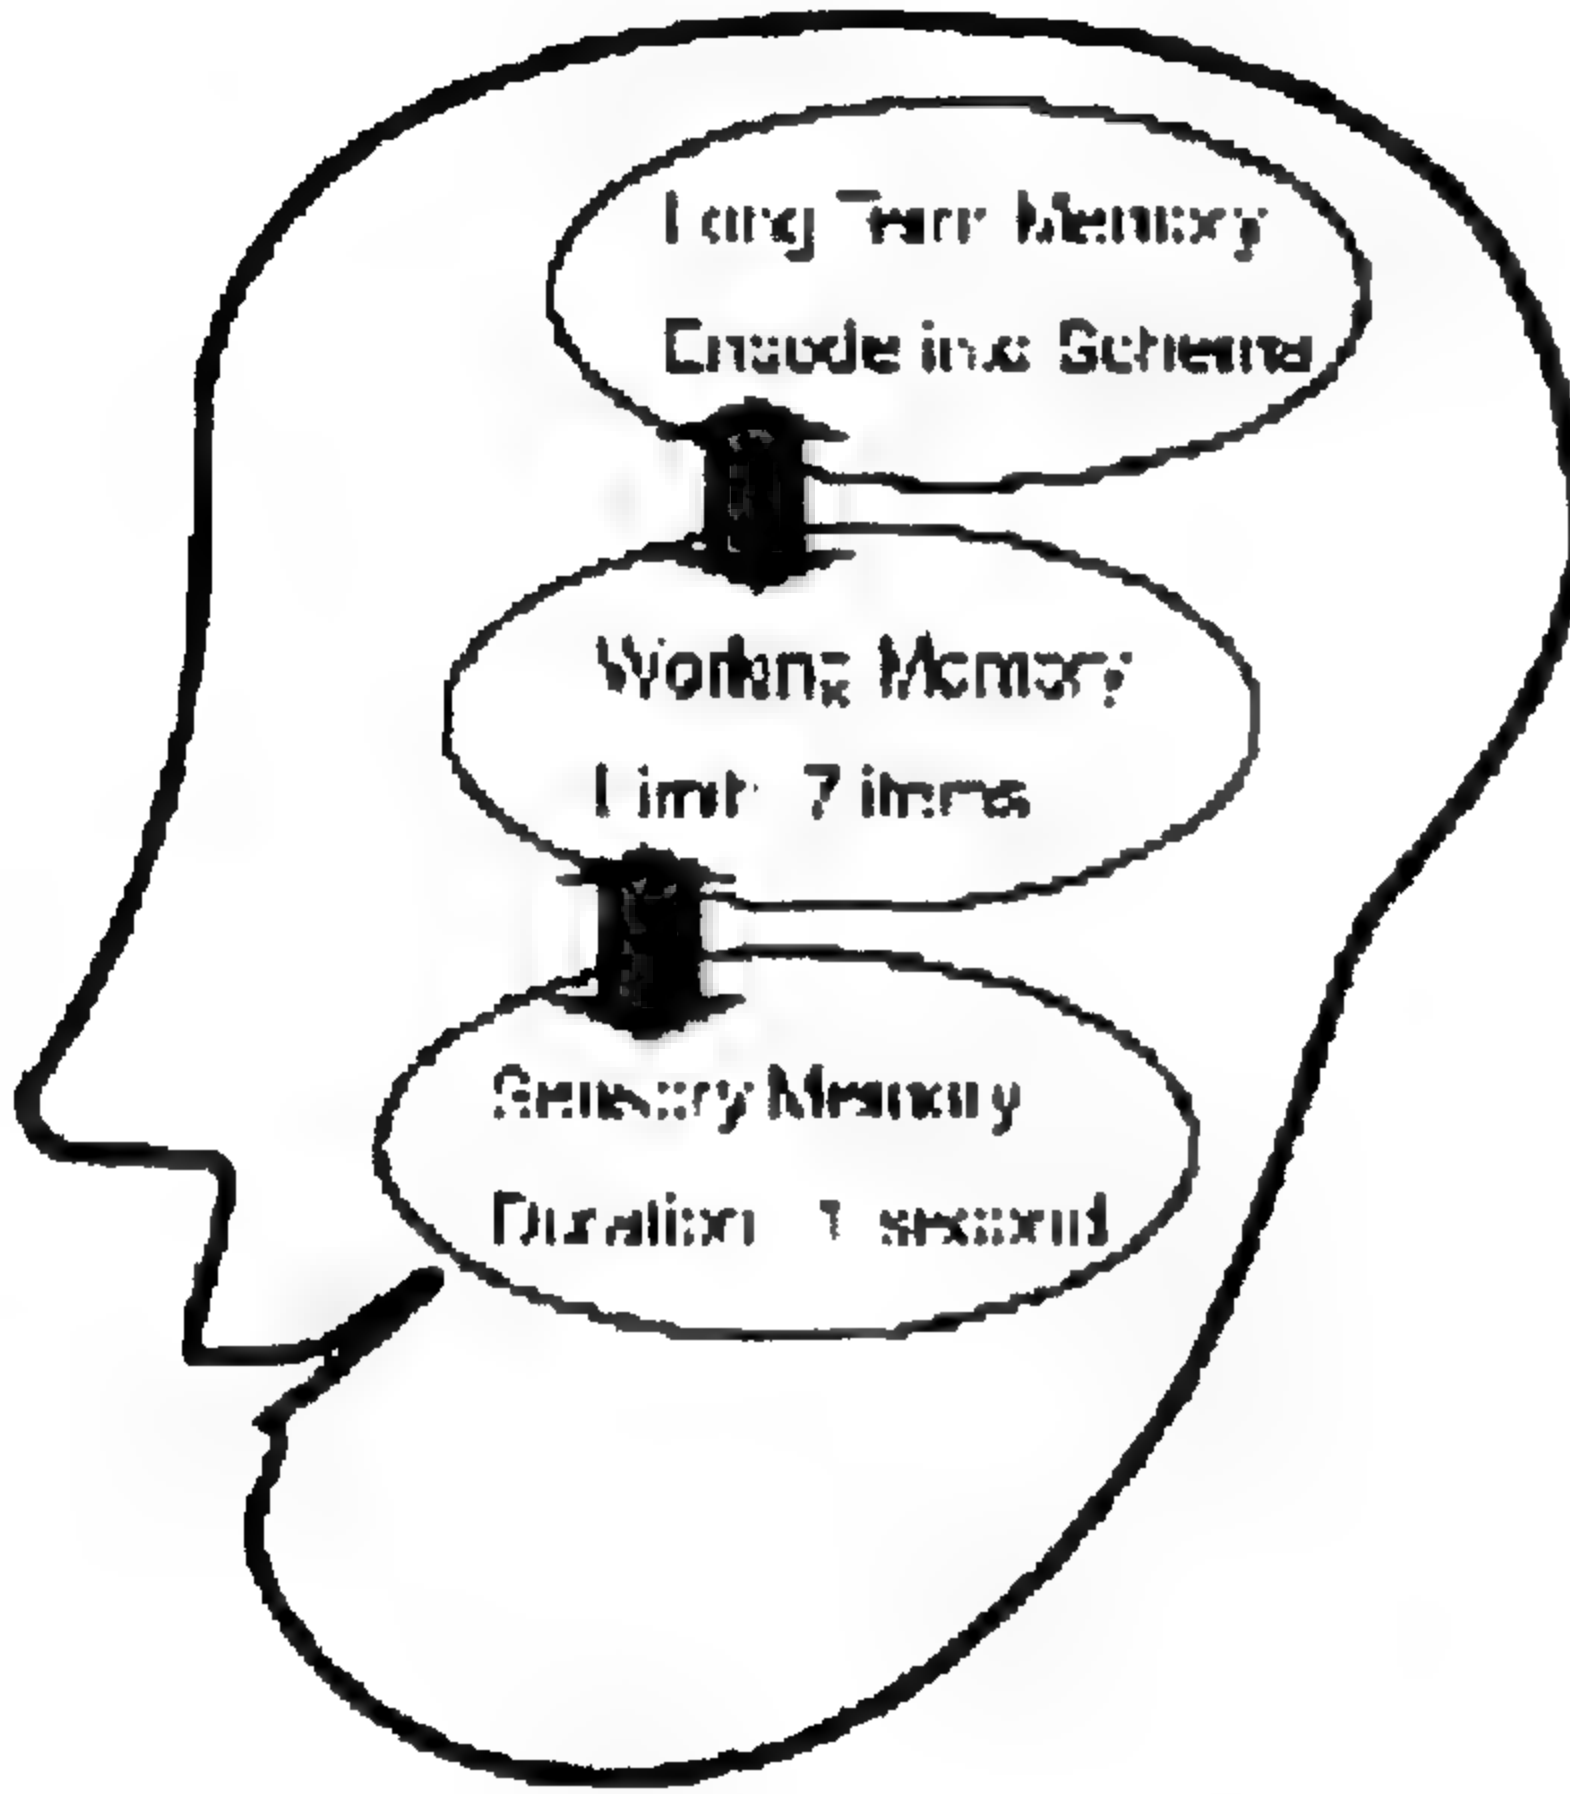 Long Term Memory
Encode into Schema
Working Memory
Limit 7 items
Sensory Memory
Duration 1 second